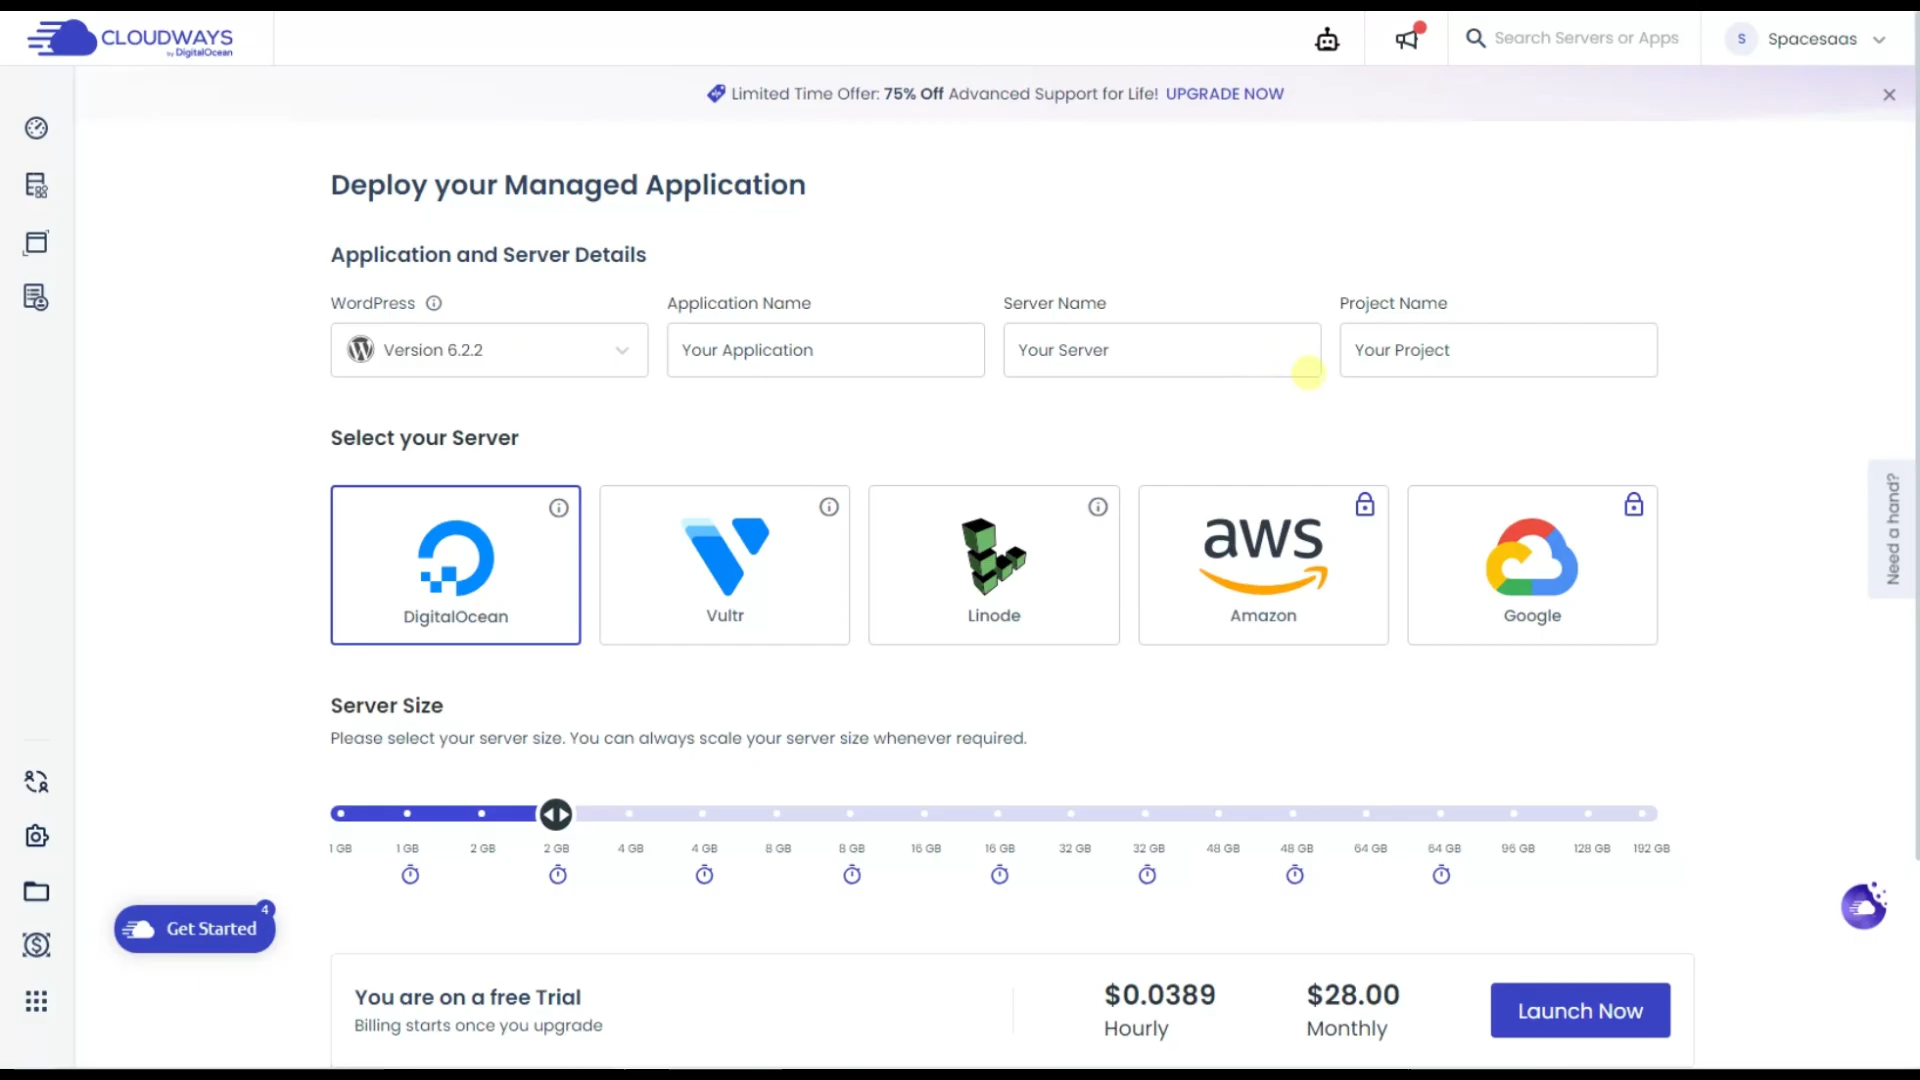 CLOUDWAYS
by DigitalOcean
Search Servers or Apps
S
Spacesaas
Limited Time Offer: 75% Off Advanced Support for Life! UPGRADE NOW
Deploy your Managed Application
Application and Server Details
WordPress
Application Name
Server Name
Project Name
Version 6.2.2
Your Application
Your Server
Your Project
Select your Server
DigitalOcean
Vultr
Linode
aws
Amazon
Google
Need a hand?
Server Size
Please select your server size. You can always scale your server size whenever required.
1 GB 1 GB 2 GB 2 GB 4 GB 4 GB 8 GB 8 GB 16 GB 16 GB 32 GB 32 GB 48 GB 48 GB 64 GB 64 GB 96 GB 128 GB 192 GB
Get Started
4
You are on a free Trial
Billing starts once you upgrade
$0.0389
Hourly
$28.00
Monthly
Launch Now